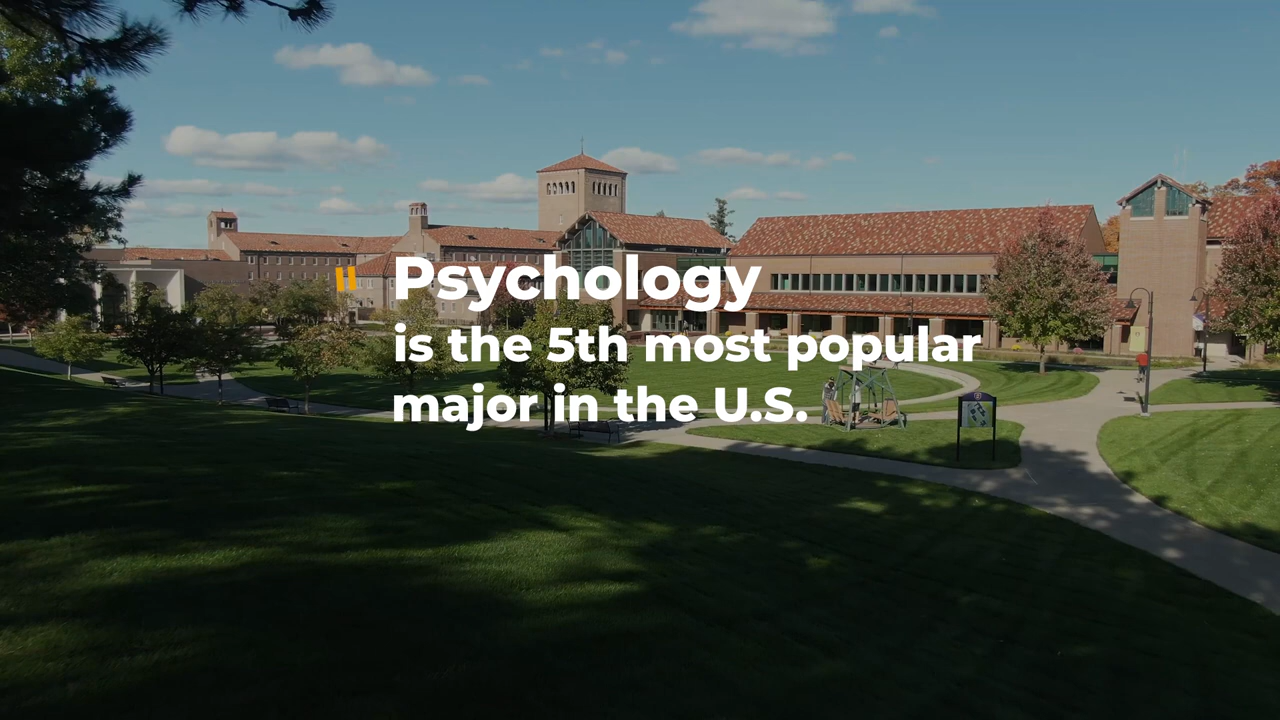 " Psychology
is the 5th most popular
major in the U.S.